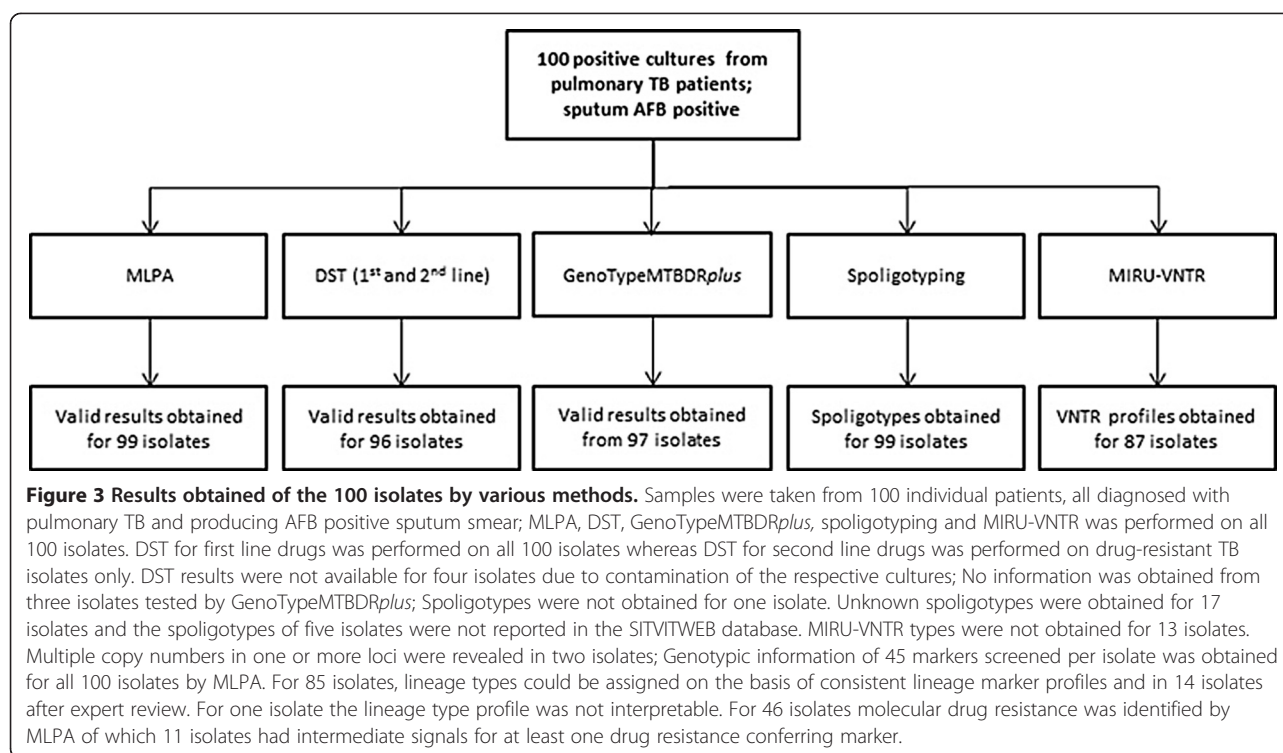 100 positive cultures from
pulmonary TB patients;
sputum AFB positive
MLPA
DST (1st and 2nd line)
GenoTypeMTBDRplus
Spoligotyping
MIRU-VNTR
Valid results obtained
for 99 isolates
Valid results obtained
for 96 isolates
Valid results obtained
from 97 isolates
Spoligotypes obtained
for 99 isolates
VNTR profiles obtained
for 87 isolates
Figure 3 Results obtained of the 100 isolates by various methods. Samples were taken from 100 individual patients, all diagnosed with
pulmonary TB and producing AFB positive sputum smear; MLPA, DST, GenoTypeMTBDRplus, spoligotyping and MIRU-VNTR was performed on all
100 isolates. DST for first line drugs was performed on all 100 isolates whereas DST for second line drugs was performed on drug-resistant TB
isolates only. DST results were not available for four isolates due to contamination of the respective cultures; No information was obtained from
three isolates tested by GenoTypeMTBDRplus; Spoligotypes were not obtained for one isolate. Unknown spoligotypes were obtained for 17
isolates and the spoligotypes of five isolates were not reported in the SITVITWEB database. MIRU-VNTR types were not obtained for 13 isolates.
Multiple copy numbers in one or more loci were revealed in two isolates; Genotypic information of 45 markers screened per isolate was obtained
for all 100 isolates by MLPA. For 85 isolates, lineage types could be assigned on the basis of consistent lineage marker profiles and in 14 isolates
after expert review. For one isolate the lineage type profile was not interpretable. For 46 isolates molecular drug resistance was identified by
MLPA of which 11 isolates had intermediate signals for at least one drug resistance conferring marker.